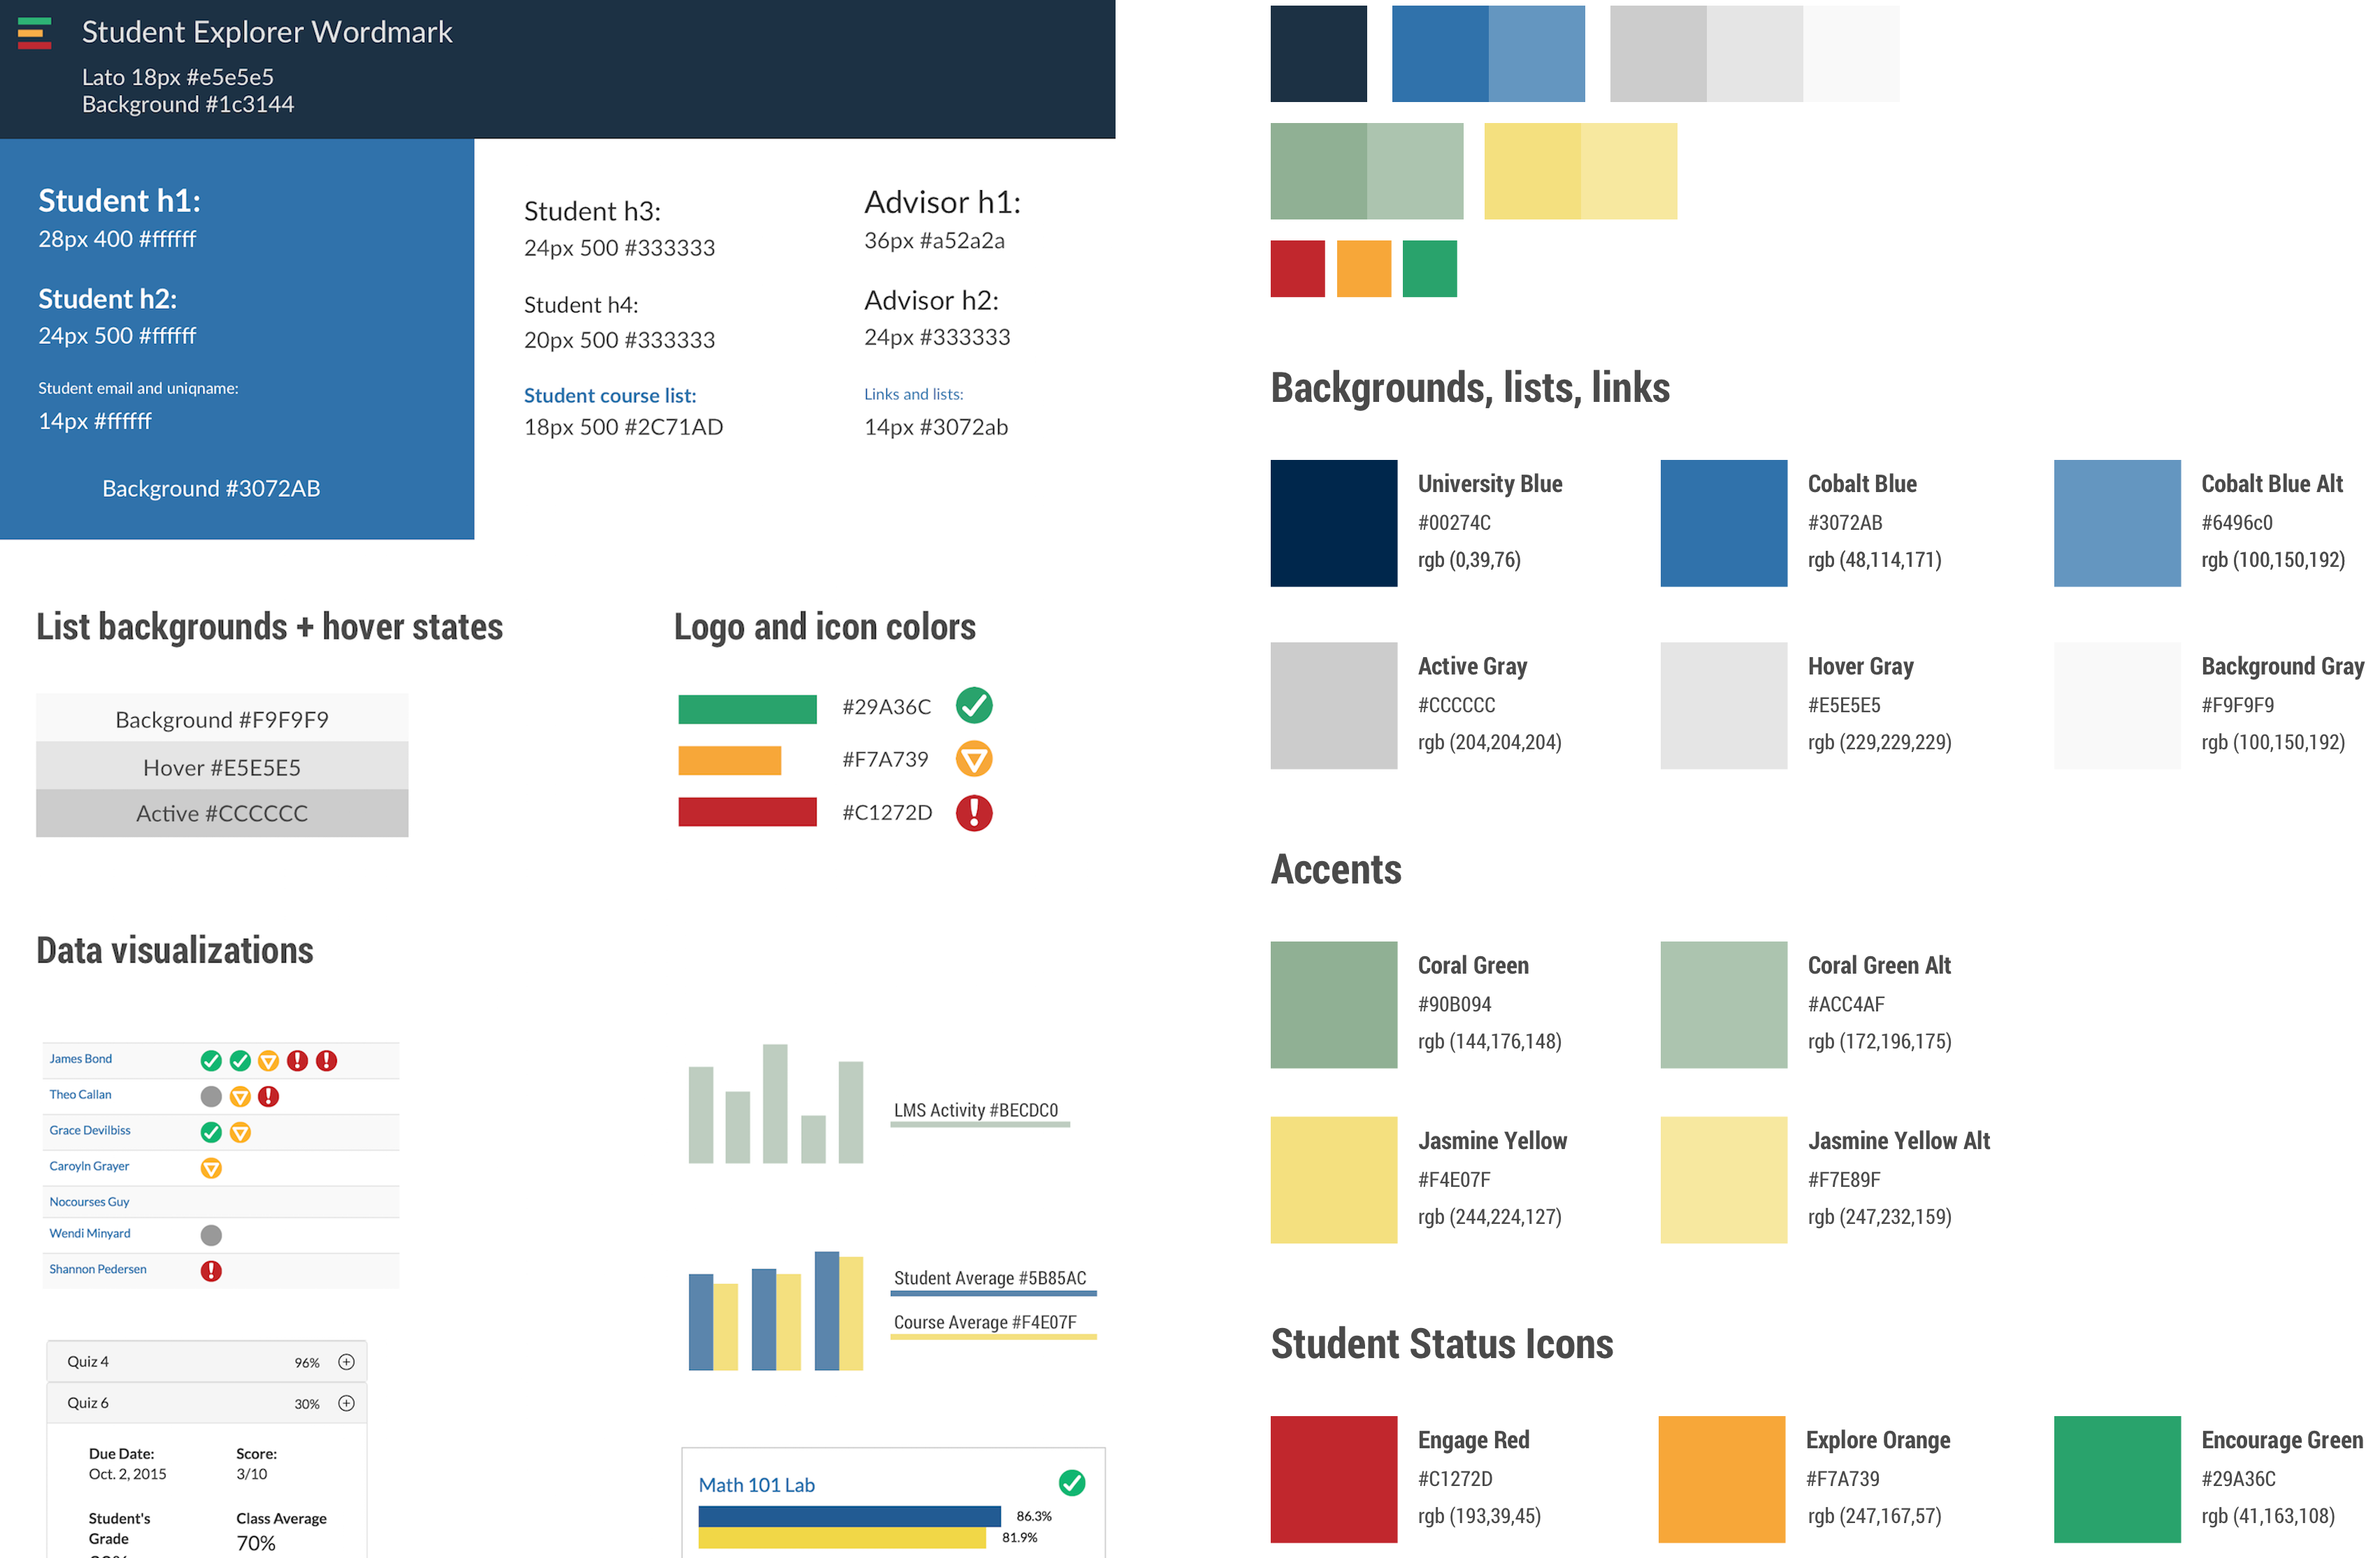 Student Explorer Wordmark
Lato 18px #e5e5e5
Background #1c3144
Student h1:
28px 400 #ffffff
Student h2:
24px 500 #ffffff
Student email and uniqname:
14px #ffffff
Background #3072AB
Student h3:
24px 500 #333333
Student h4:
20px 500 #333333
Student course list:
18px 500 #2C71AD
Advisor h1:
36px #a52a2a
Advisor h2:
24px #333333
Links and lists:
14px #3072ab
List backgrounds + hover states
Background #F9F9F9
Hover #E5E5E5
Active #CCCCCC
Logo and icon colors
#29A36C
#F7A739
#C1272D
Data visualizations
James Bond
Theo Callan
Grace Devilbiss
Caroyln Grayer
Nocourses Guy
Wendi Minyard
Shannon Pedersen
LMS Activity #BECDC0
Student Average #5B85AC
Course Average #F4E07F
Quiz 4 96%
Quiz 6 30%
Due Date: Score:
Oct. 2, 2015 3/10
Student's Class Average
Grade 70%
Math 101 Lab
86.3%
81.9%
Backgrounds, lists, links
University Blue
#00274C
rgb (0,39,76)
Cobalt Blue
#3072AB
rgb (48,114,171)
Cobalt Blue Alt
#6496c0
rgb (100,150,192)
Active Gray
#CCCCCC
rgb (204,204,204)
Hover Gray
#E5E5E5
rgb (229,229,229)
Background Gray
#F9F9F9
rgb (100,150,192)
Accents
Coral Green
#90B094
rgb (144,176,148)
Coral Green Alt
#ACC4AF
rgb (172,196,175)
Jasmine Yellow
#F4E07F
rgb (244,224,127)
Jasmine Yellow Alt
#F7E89F
rgb (247,232,159)
Student Status Icons
Engage Red
#C1272D
rgb (193,39,45)
Explore Orange
#F7A739
rgb (247,167,57)
Encourage Green
#29A36C
rgb (41,163,108)